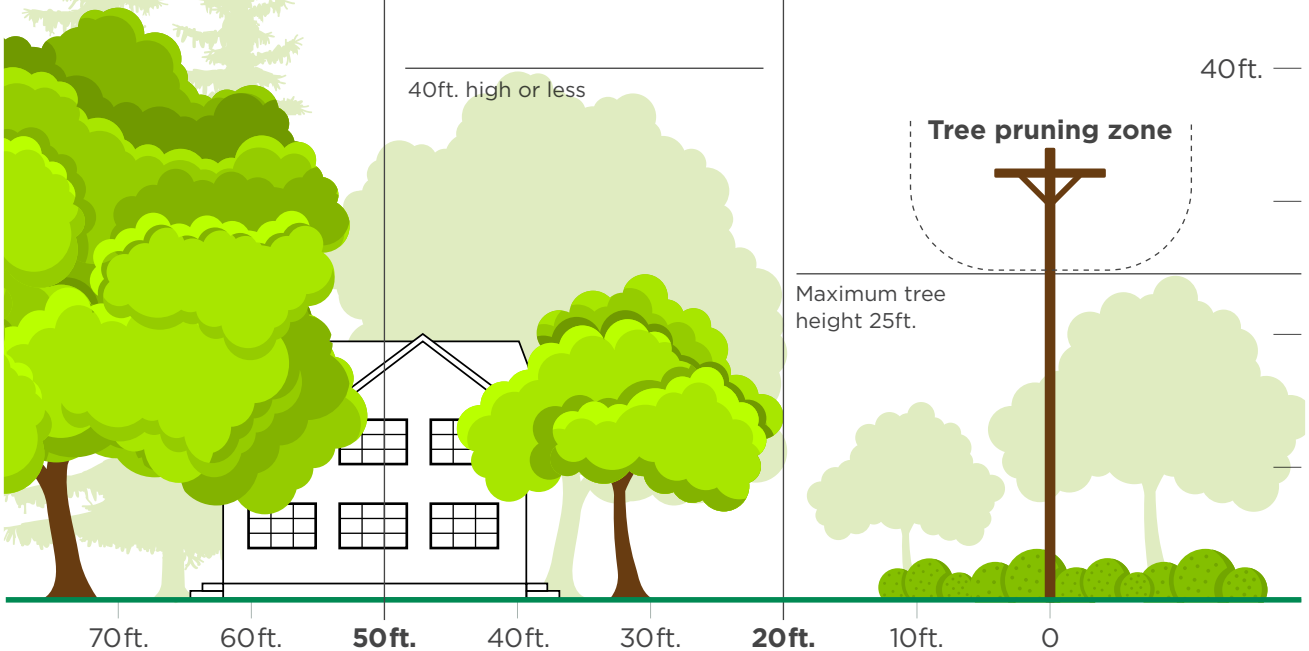 40ft.
40ft. high or less
Tree pruning zone
Maximum tree
height 25ft.
70ft. 60ft. 50ft. 40ft. 30ft. 20ft. 10ft. 0